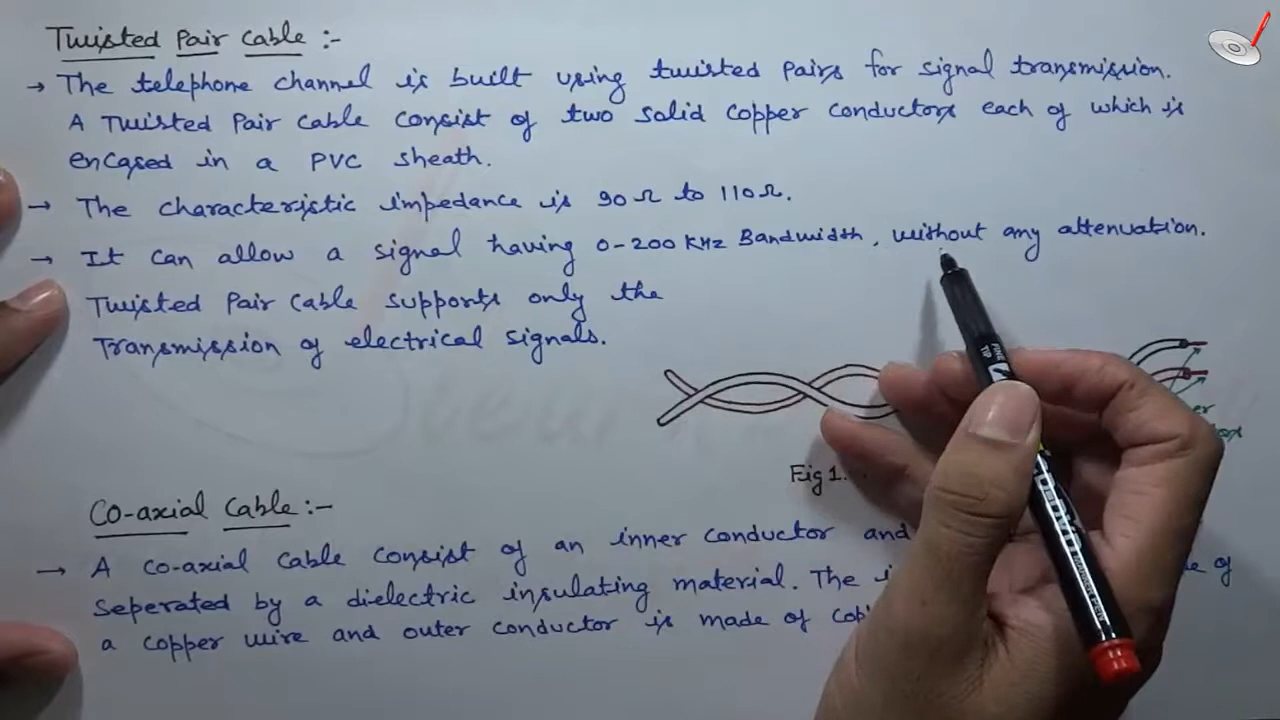 Twisted Pair Cable :-
→ The telephone channel is built using twisted pairs for signal transmission.
A Twisted Pair cable consist of two solid copper conductors each of which is
encased in a PVC sheath.
→ The characteristic impedance is 90Ω to 110Ω.
→ It can allow a signal having 0-200 KHz Bandwidth, without any attenuation.
Twisted Pair Cable supports only the
Transmission of electrical signals.
Fig 1.
Co-axial Cable :-
→ A co-axial cable consist of an inner conductor and
seperated by a dielectric insulating material. The of
a copper wire and outer conductor is made of